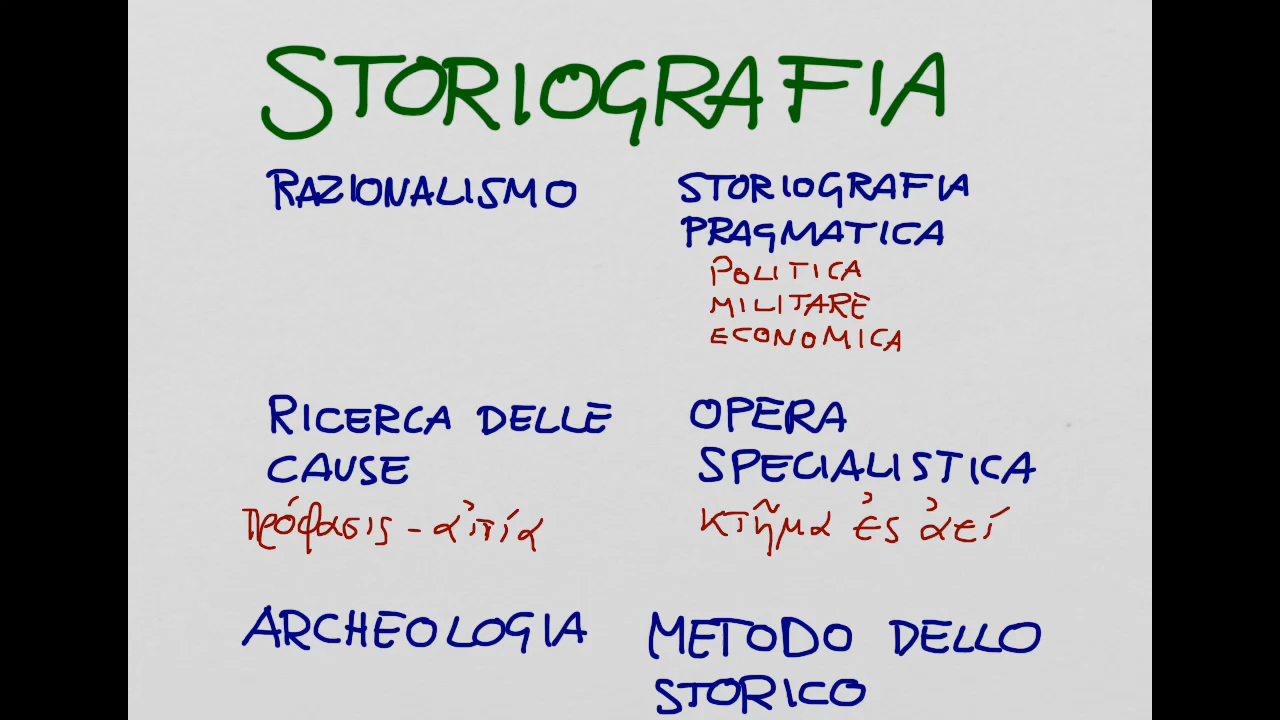 STORIOGRAFIA
RAZIONALISMO
STORIOGRAFIA
PRAGMATICA
POLITICA
MILITARE
ECONOMICA
RICERCA DELLE
CAUSE
πρόφασις - αἰτία
OPERA
SPECIALISTICA
κτῆμα ἐς ἀεί
ARCHEOLOGIA
METODO DELLO
STORICO